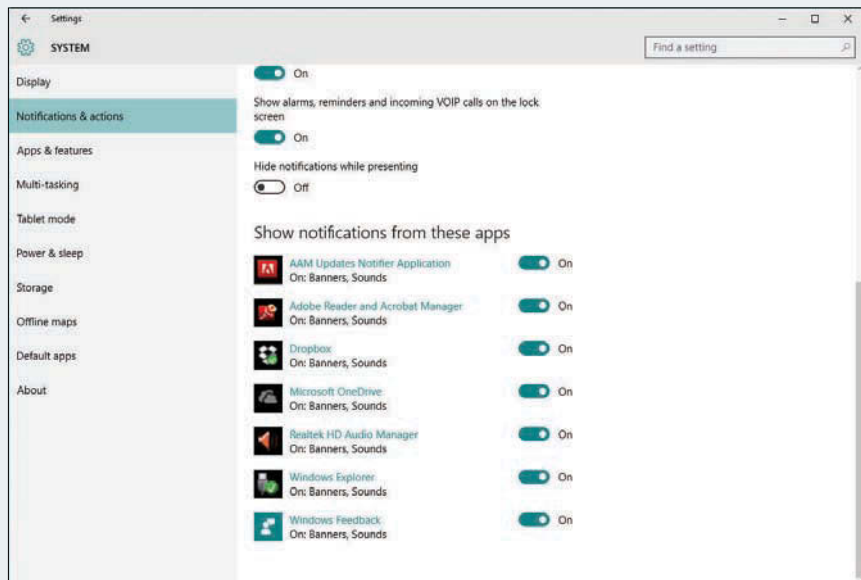 Settings
SYSTEM
Find a setting
Display
Notifications & actions
Apps & features
Multi-tasking
Tablet mode
Power & sleep
Storage
Offline maps
Default apps
About
On
Show alarms, reminders and incoming VOIP calls on the lock
screen
On
Hide notifications while presenting
Off
Show notifications from these apps
AAM Updates Notifier Application
On: Banners, Sounds
On
Adobe Reader and Acrobat Manager
On: Banners, Sounds
On
Dropbox
On: Banners, Sounds
On
Microsoft OneDrive
On: Banners, Sounds
On
Realtek HD Audio Manager
On: Banners, Sounds
On
Windows Explorer
On: Banners, Sounds
On
Windows Feedback
On: Banners, Sounds
On